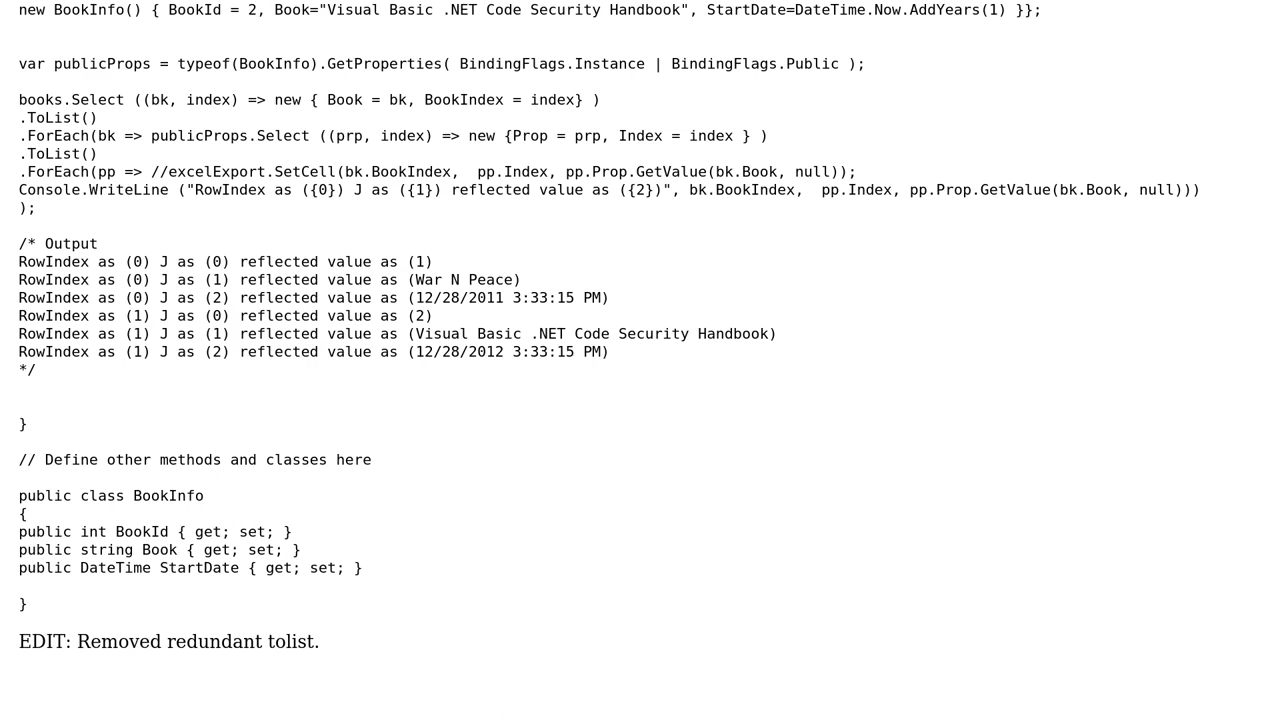 new BookInfo() { BookId = 2, Book="Visual Basic .NET Code Security Handbook", StartDate=DateTime.Now.AddYears(1) }};
var publicProps = typeof(BookInfo).GetProperties( BindingFlags.Instance | BindingFlags.Public );
books.Select ((bk, index) => new { Book = bk, BookIndex = index} )
.ToList()
.ForEach(bk => publicProps.Select ((prp, index) => new {Prop = prp, Index = index } )
.ToList()
.ForEach(pp => //excelExport.SetCell(bk.BookIndex,  pp.Index, pp.Prop.GetValue(bk.Book, null));
Console.WriteLine ("RowIndex as ({0}) J as ({1}) reflected value as ({2})", bk.BookIndex,  pp.Index, pp.Prop.GetValue(bk.Book, null)))
);
/* Output
RowIndex as (0) J as (0) reflected value as (1)
RowIndex as (0) J as (1) reflected value as (War N Peace)
RowIndex as (0) J as (2) reflected value as (12/28/2011 3:33:15 PM)
RowIndex as (1) J as (0) reflected value as (2)
RowIndex as (1) J as (1) reflected value as (Visual Basic .NET Code Security Handbook)
RowIndex as (1) J as (2) reflected value as (12/28/2012 3:33:15 PM)
*/
}
// Define other methods and classes here
public class BookInfo
{
public int BookId { get; set; }
public string Book { get; set; }
public DateTime StartDate { get; set; }
}
EDIT: Removed redundant tolist.